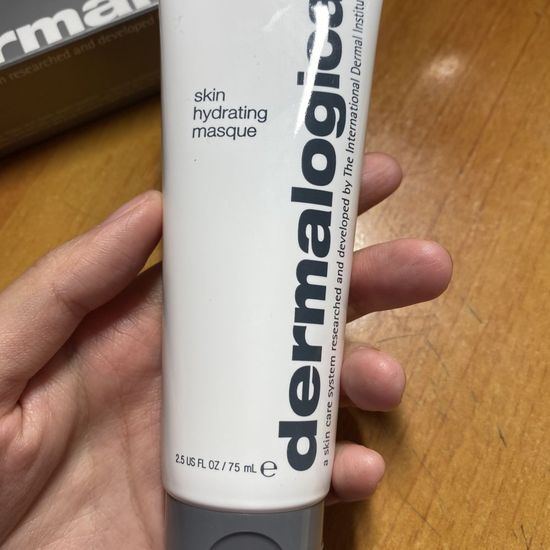 skin
hydrating
masque
dermalogica
a skin care system researched and developed by The International Dermal Institu
2.5 US FL OZ / 75 mL ℮
rmal
researched and developed